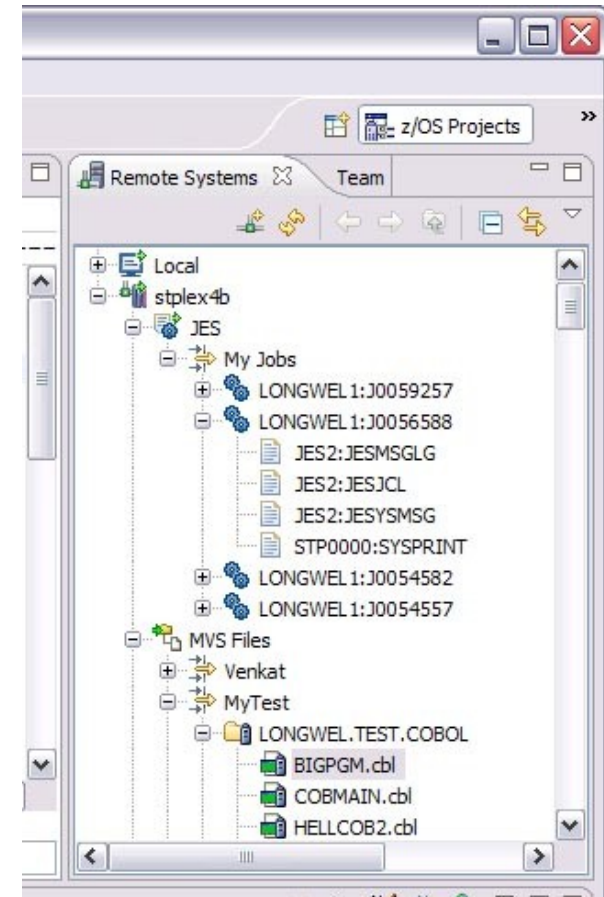 z/OS Projects
Remote Systems
Team
Local
stplex4b
JES
My Jobs
LONGWEL1:J0059257
LONGWEL1:J0056588
JES2:JESMSGLG
JES2:JESJCL
JES2:JESYSMSG
STP0000:SYSPRINT
LONGWEL1:J0054582
LONGWEL1:J0054557
MVS Files
Venkat
MyTest
LONGWEL.TEST.COBOL
BIGPGM.cbl
COBMAIN.cbl
HELLCOB2.cbl